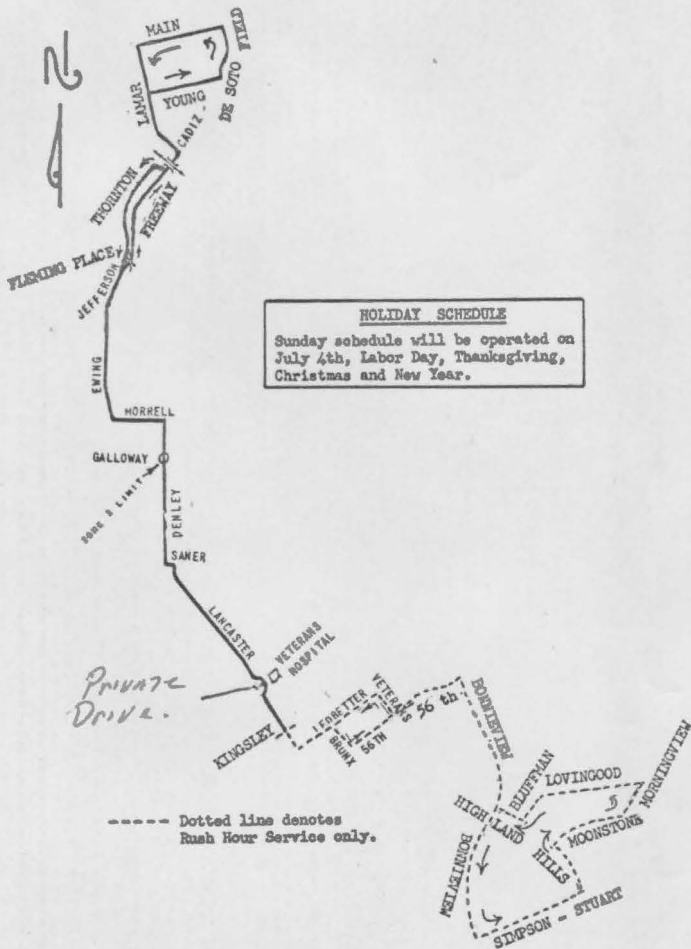 N
MAIN
DE SOTO FIELD
LAMAR
YOUNG
CADIZ
THORNTON
FREEWAY
FLEMING PLACE
JEFFERSON
HOLIDAY SCHEDULE
Sunday schedule will be operated on
July 4th, Labor Day, Thanksgiving,
Christmas and New Year.
EWING
MORRELL
GALLOWAY
ZONE 2 LIMIT
DENLEY
SANER
LANCASTER
VETERANS
HOSPITAL
Private
Drive.
KINGSLEY
LEDBETTER
VETERANS
56 th
BRUNX
56TH
BONNIEVIEW
BLUFFMAN
LOVINGOOD
MORNINGVIEW
HIGHLAND
MOONSTONE
HILLS
BONNIEVIEW
SIMPSON - STUART
Dotted line denotes
Rush Hour Service only.